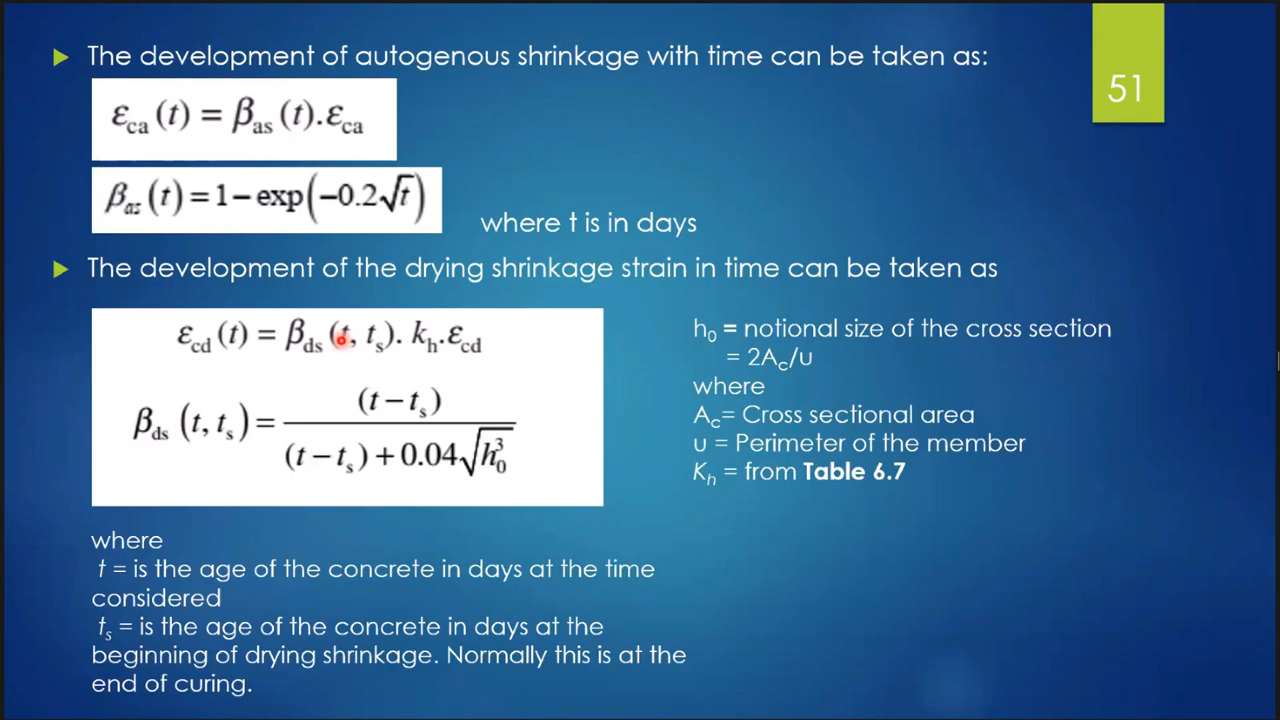 The development of autogenous shrinkage with time can be taken as:
51
εca (t) = βas (t).εca
βas (t) = 1 − exp(−0.2√t)
where t is in days
The development of the drying shrinkage strain in time can be taken as
εcd (t) = βds (t, ts). kh.εcd
βds (t, ts) = (t − ts) / (t − ts) + 0.04√h0³
h0 = notional size of the cross section
= 2Ac/u
where
Ac= Cross sectional area
u = Perimeter of the member
Kh = from Table 6.7
where
t = is the age of the concrete in days at the time
considered
ts = is the age of the concrete in days at the
beginning of drying shrinkage. Normally this is at the
end of curing.